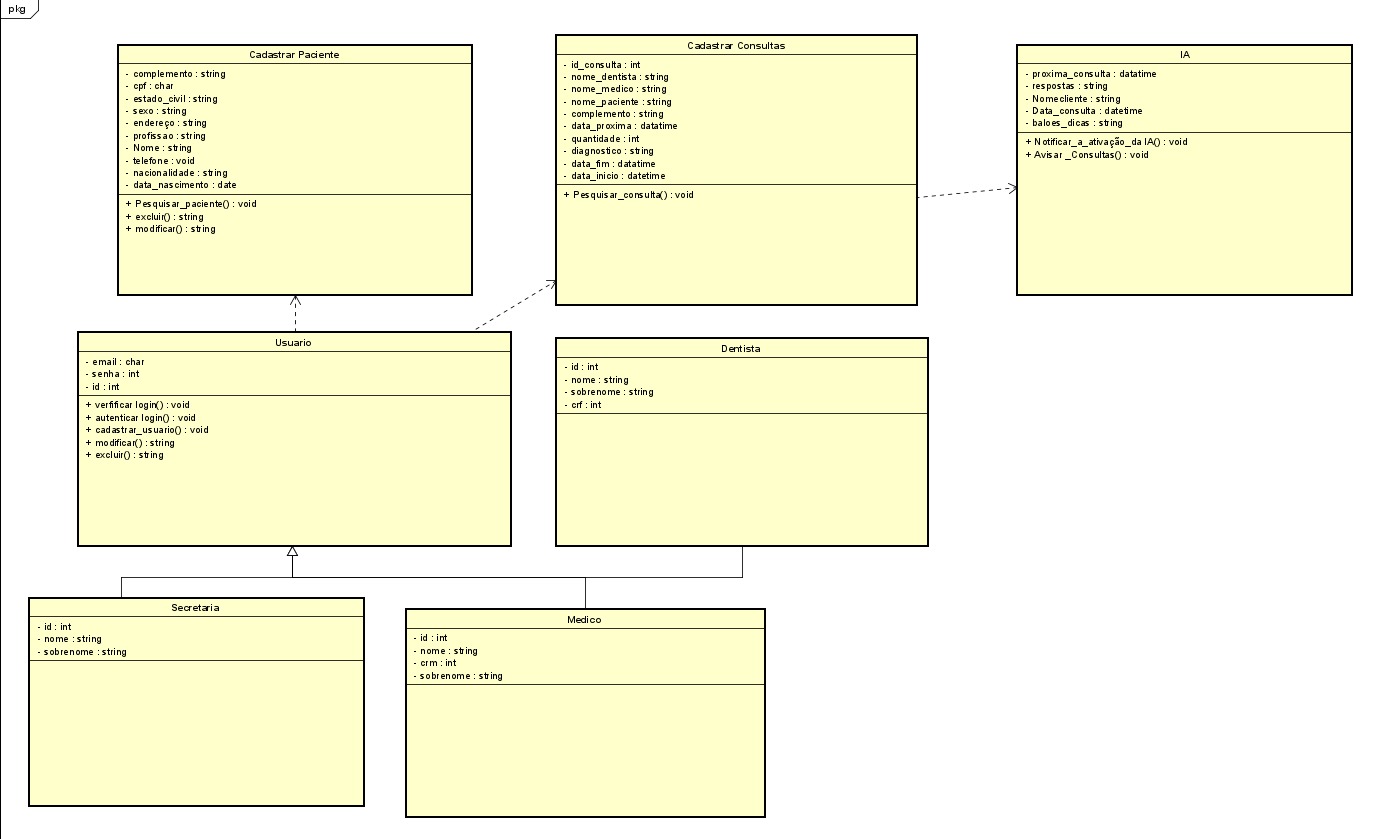 pkg
Cadastrar Paciente
- complemento : string
- cpf : char
- estado_civil : string
- sexo : string
- endereço : string
- profissao : string
- Nome : string
- telefone : void
- nacionalidade : string
- data_nascimento : date
+ Pesquisar_paciente() : void
+ excluir() : string
+ modificar() : string
Cadastrar Consultas
- id_consulta : int
- nome_dentista : string
- nome_medico : string
- nome_paciente : string
- complemento : string
- data_proxima : datatime
- quantidade : int
- diagnostico : string
- data_fim : datatime
- data_inicio : datetime
+ Pesquisar_consulta() : void
IA
- proxima_consulta : datatime
- respostas : string
- Nomecliente : string
- Data_consulta : datetime
- baloes_dicas : string
+ Notificar_a_ativação_da IA() : void
+ Avisar _Consultas() : void
Usuario
- email : char
- senha : int
- id : int
+ verfificar login() : void
+ autenticar login() : void
+ cadastrar_usuario() : void
+ modificar() : string
+ excluir() : string
Dentista
- id : int
- nome : string
- sobrenome : string
- crf : int
Secretaria
- id : int
- nome : string
- sobrenome : string
Medico
- id : int
- nome : string
- crm : int
- sobrenome : string